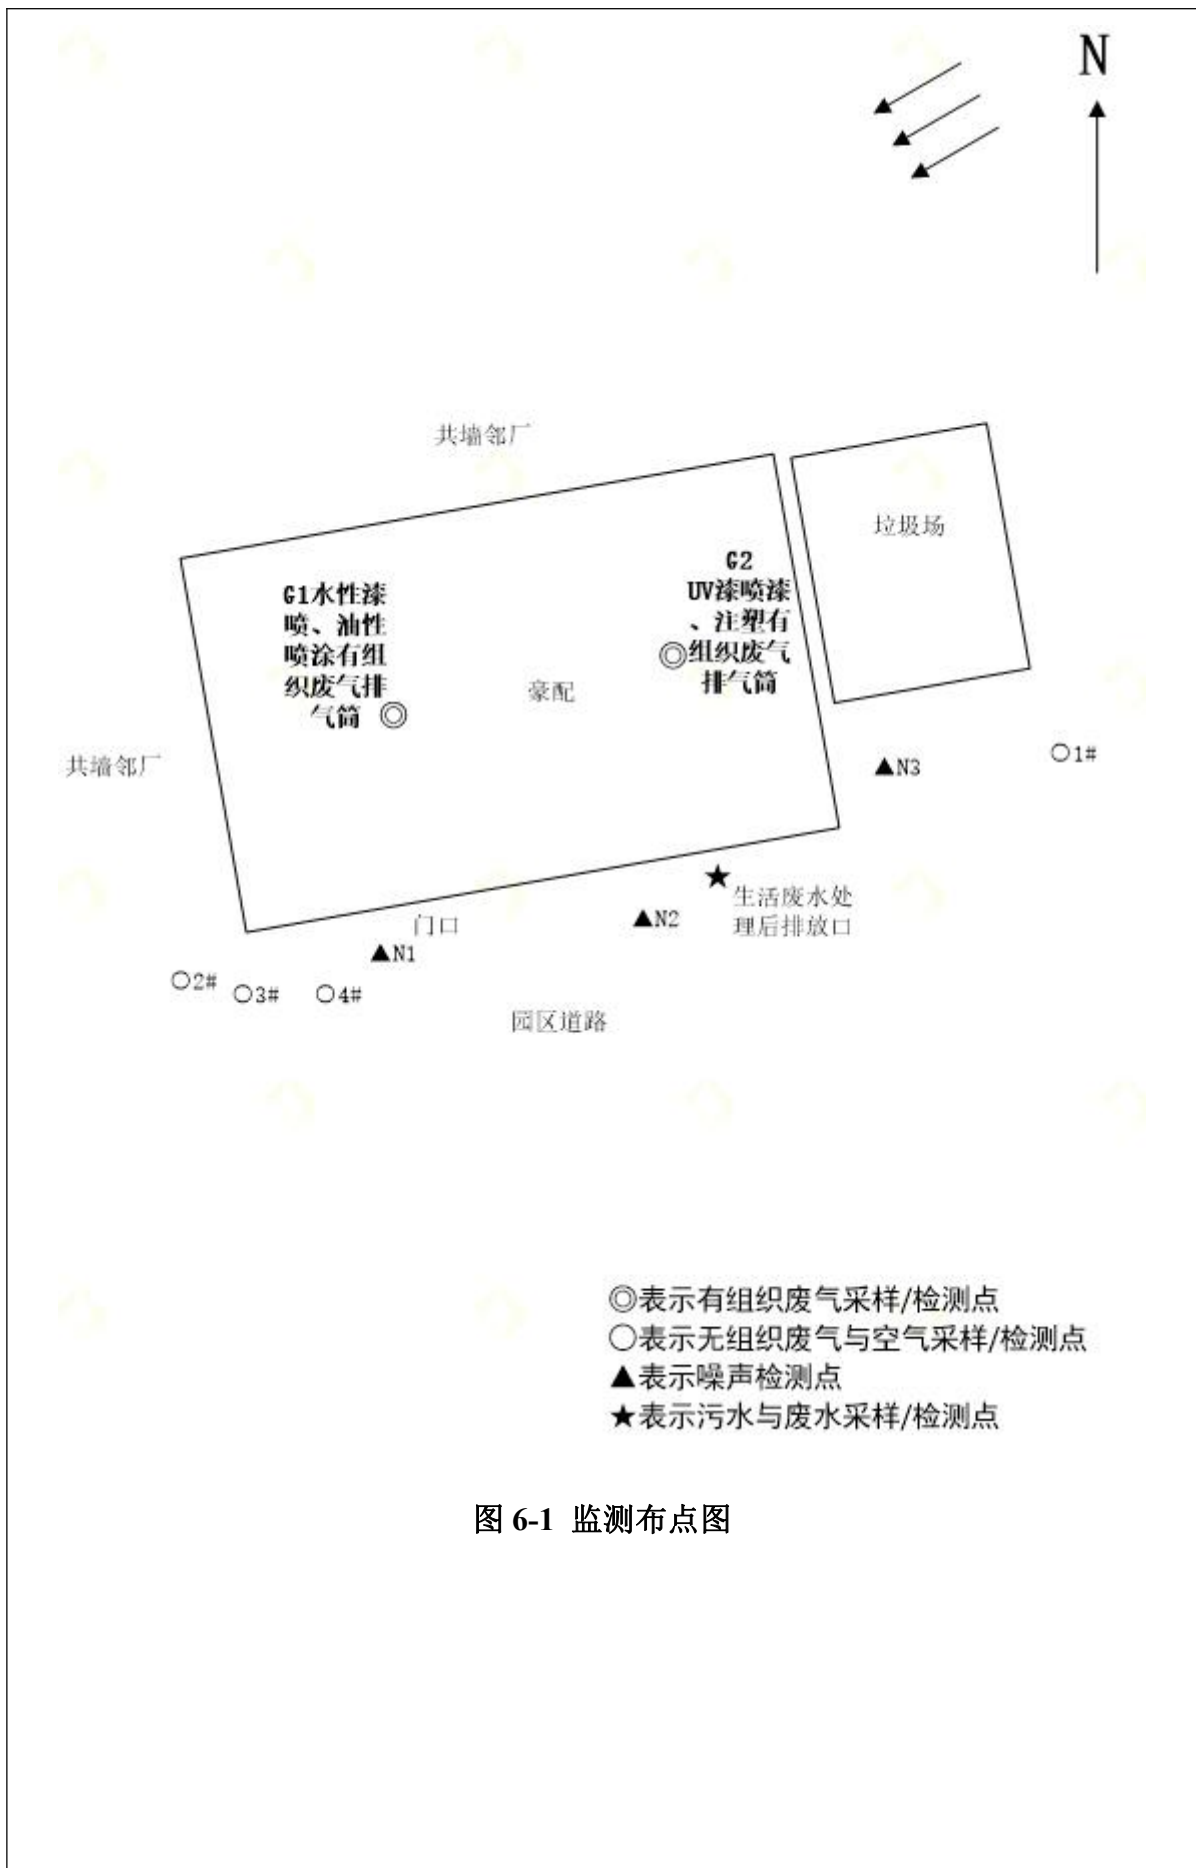 N
共墙邻厂
垃圾场
G2
UV漆喷漆
、注塑有
◎组织废气
排气筒
G1水性漆
喷、油性
喷涂有组
织废气排
气筒 ◎
豪配
共墙邻厂
▲N3
○1#
★
生活废水处
理后排放口
▲N2
门口
▲N1
○2#
○3#
○4#
园区道路
◎表示有组织废气采样/检测点
○表示无组织废气与空气采样/检测点
▲表示噪声检测点
★表示污水与废水采样/检测点
图 6-1 监测布点图